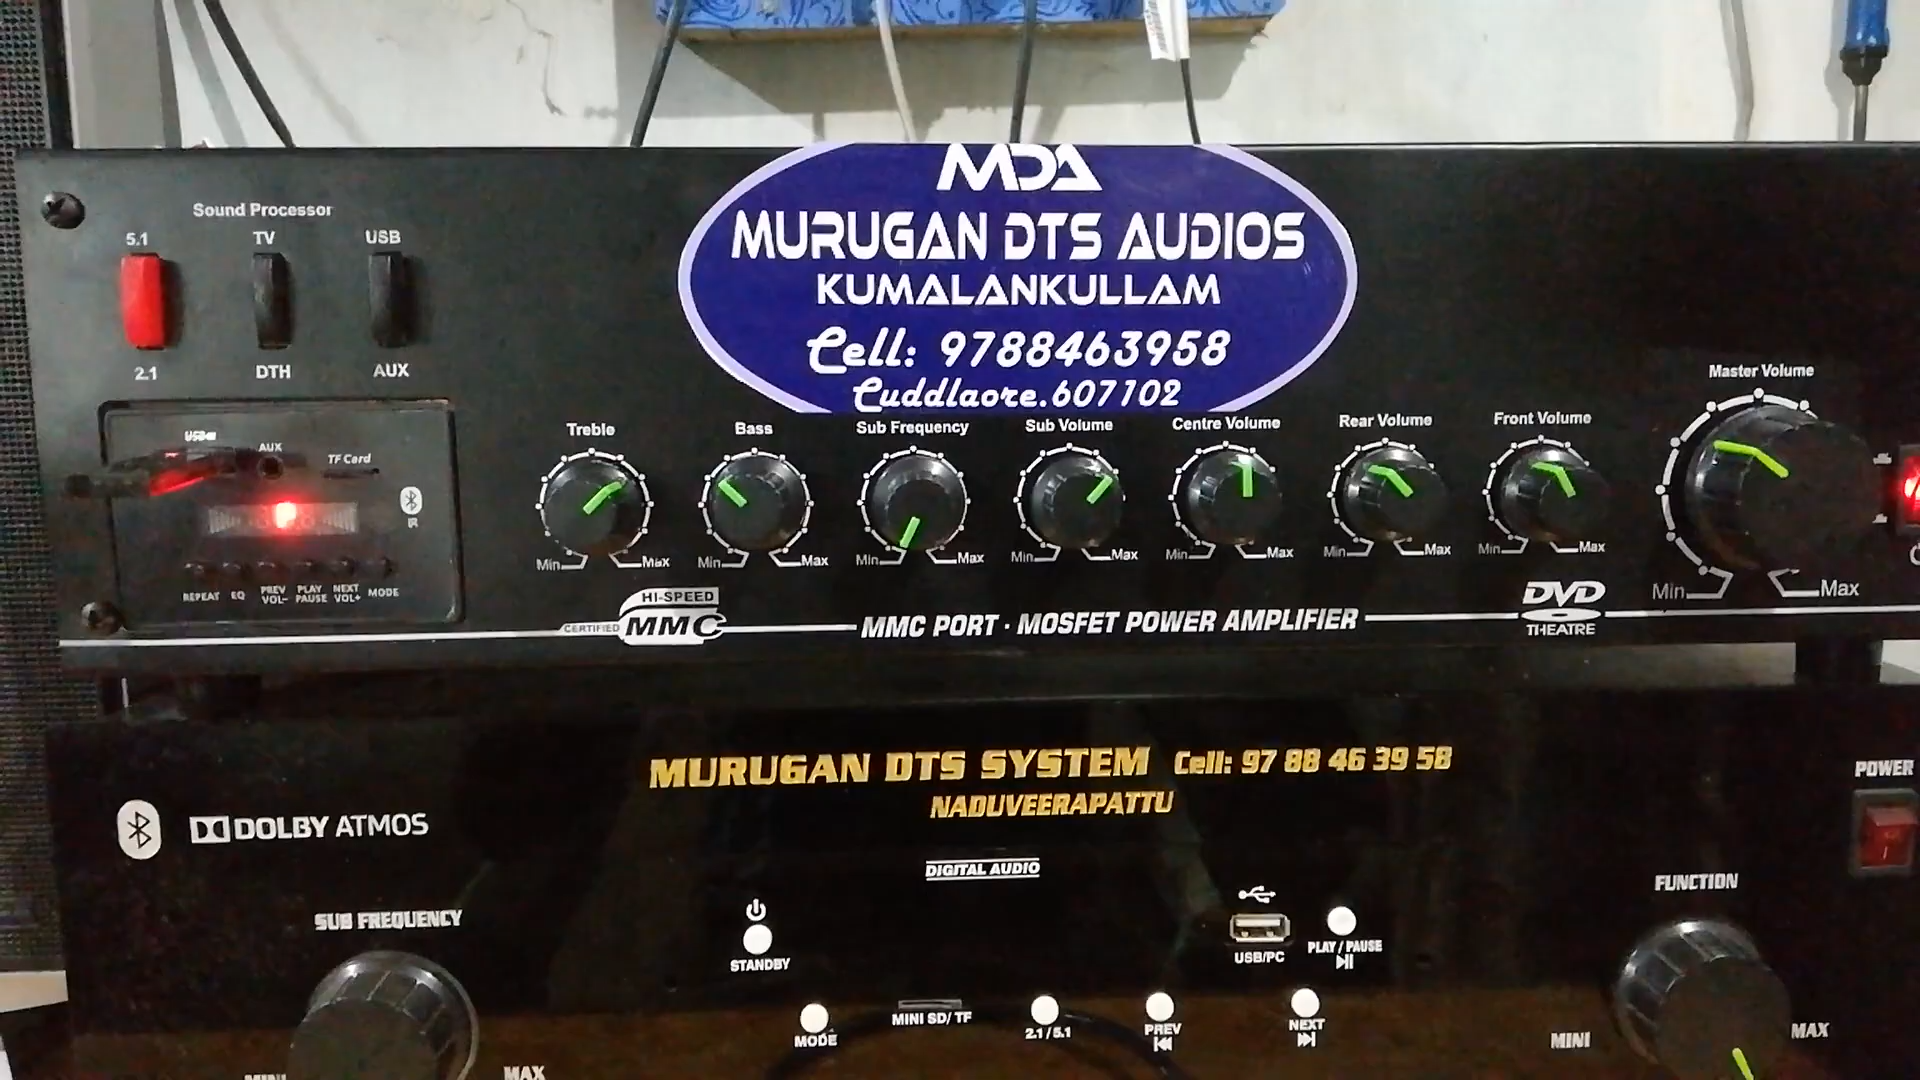 MDA
MURUGAN DTS AUDIOS
KUMALANKULLAM
Cell: 9788463958
Cuddlaore.607102
Sound Processor
5.1 TV USB
2.1 DTH AUX
USB AUX TF Card
IR
REPEAT EQ PREV VOL- PLAY PAUSE NEXT VOL+ MODE
Treble Bass Sub Frequency Sub Volume Centre Volume Rear Volume Front Volume Master Volume
Min Max Min Max Min Max Min Max Min Max Min Max Min Max Min Max
HI-SPEED
CERTIFIED MMC
MMC PORT · MOSFET POWER AMPLIFIER
DVD
THEATRE
MURUGAN DTS SYSTEM Cell: 97 88 46 39 58
NADUVEERAPATTU
POWER
DOLBY ATMOS
DIGITAL AUDIO
FUNCTION
SUB FREQUENCY
STANDBY
USB/PC
PLAY / PAUSE
MODE
MINI SD/ TF
2.1 / 5.1
PREV
NEXT
MINI MAX
MINI MAX